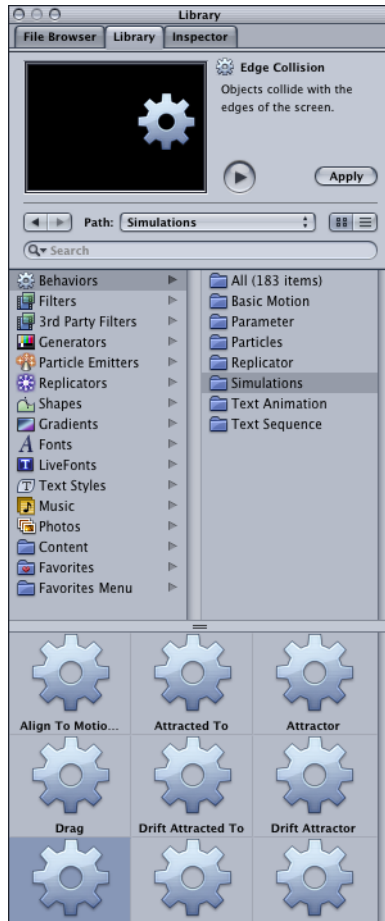 Library
File Browser Library Inspector
Edge Collision
Objects collide with the
edges of the screen.
Apply
Path: Simulations
Search
Behaviors
Filters
3rd Party Filters
Generators
Particle Emitters
Replicators
Shapes
Gradients
Fonts
LiveFonts
Text Styles
Music
Photos
Content
Favorites
Favorites Menu
All (183 items)
Basic Motion
Parameter
Particles
Replicator
Simulations
Text Animation
Text Sequence
Align To Motio...
Attracted To
Attractor
Drag
Drift Attracted To
Drift Attractor